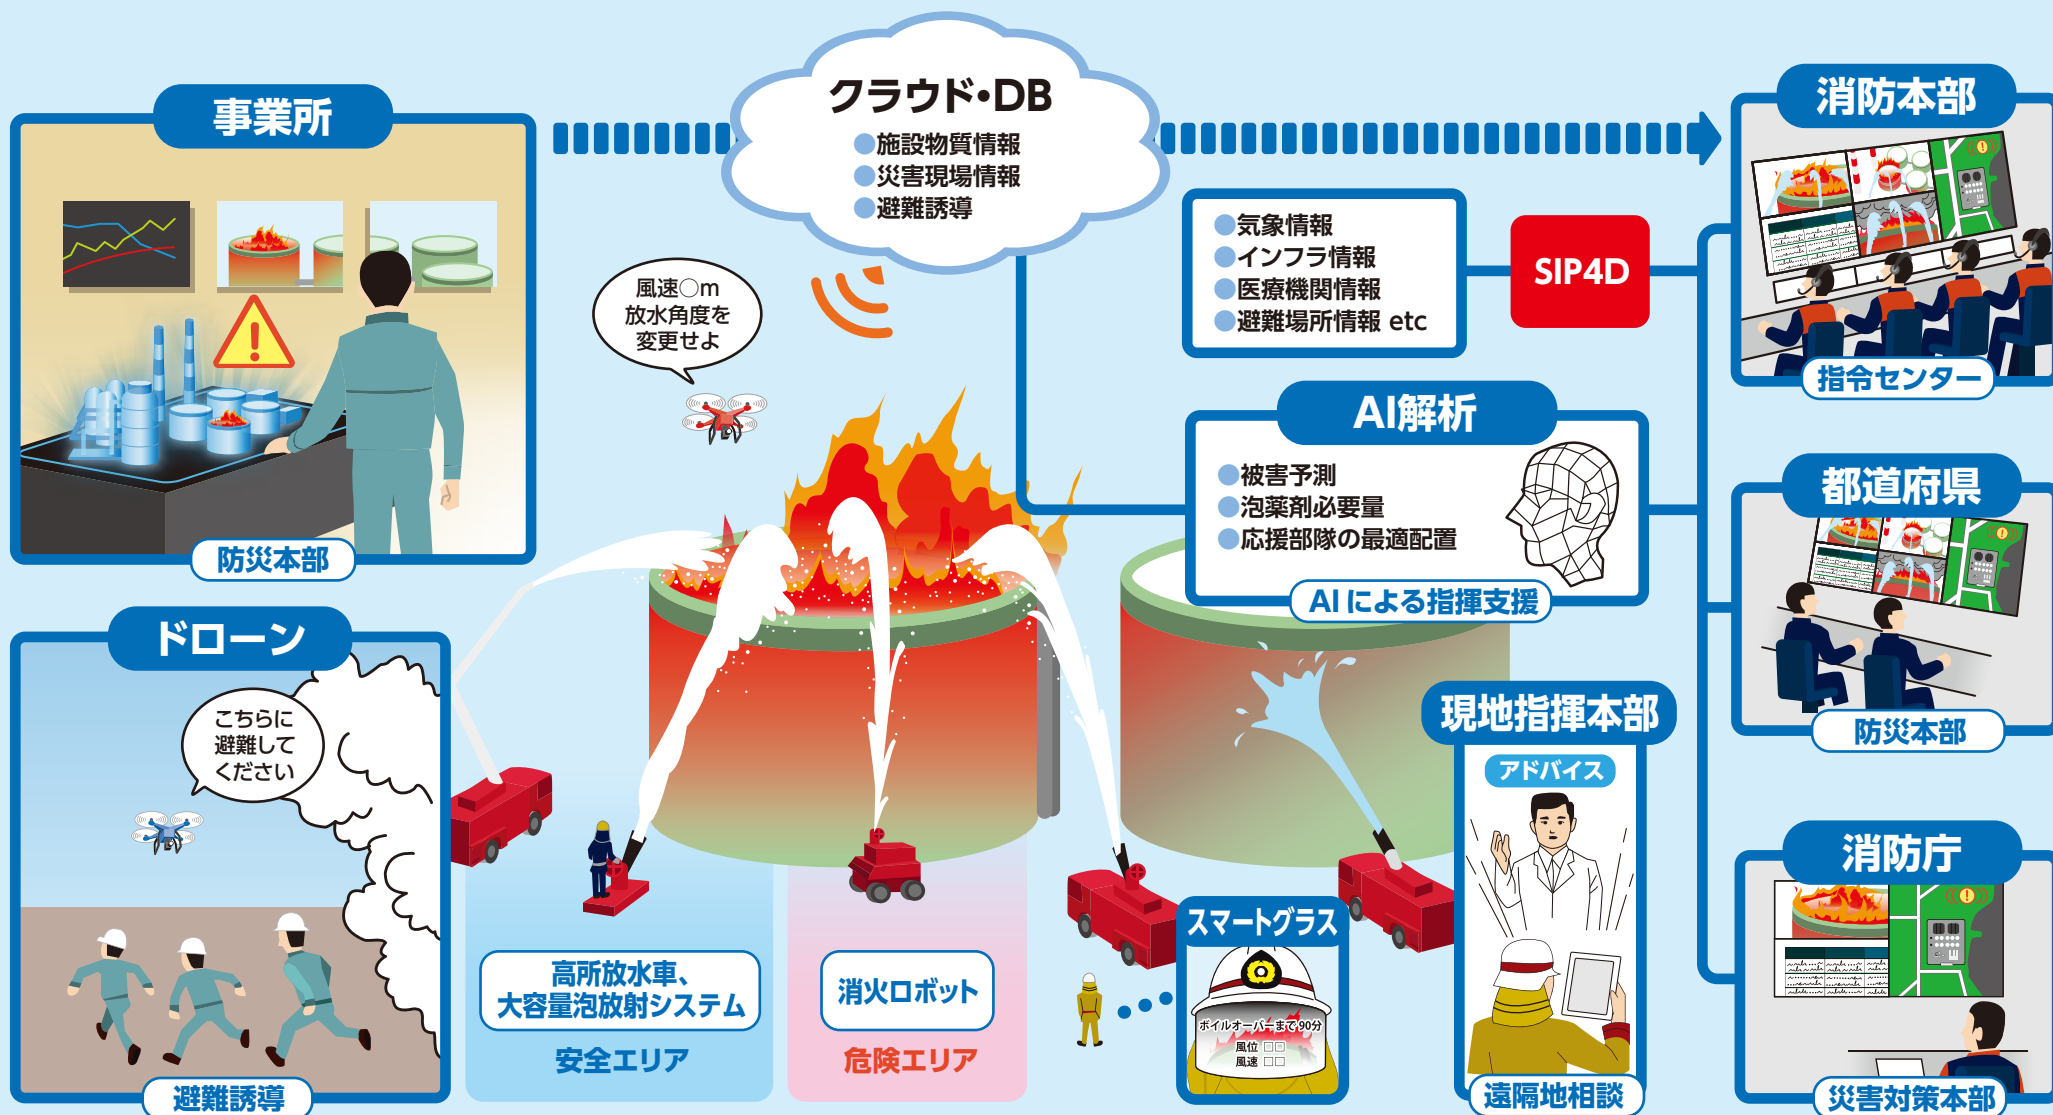 事業所
防災本部
クラウド・DB
●施設物質情報
●災害現場情報
●避難誘導
風速○m
放水角度を
変更せよ
●気象情報
●インフラ情報
●医療機関情報
●避難場所情報 etc
SIP4D
AI解析
●被害予測
●泡薬剤必要量
●応援部隊の最適配置
AIによる指揮支援
消防本部
指令センター
都道府県
防災本部
消防庁
災害対策本部
ドローン
こちらに
避難して
ください
避難誘導
高所放水車、
大容量泡放射システム
安全エリア
消火ロボット
危険エリア
スマートグラス
ボイルオーバーまで90分
風位 □□
風速 □□
現地指揮本部
アドバイス
遠隔地相談